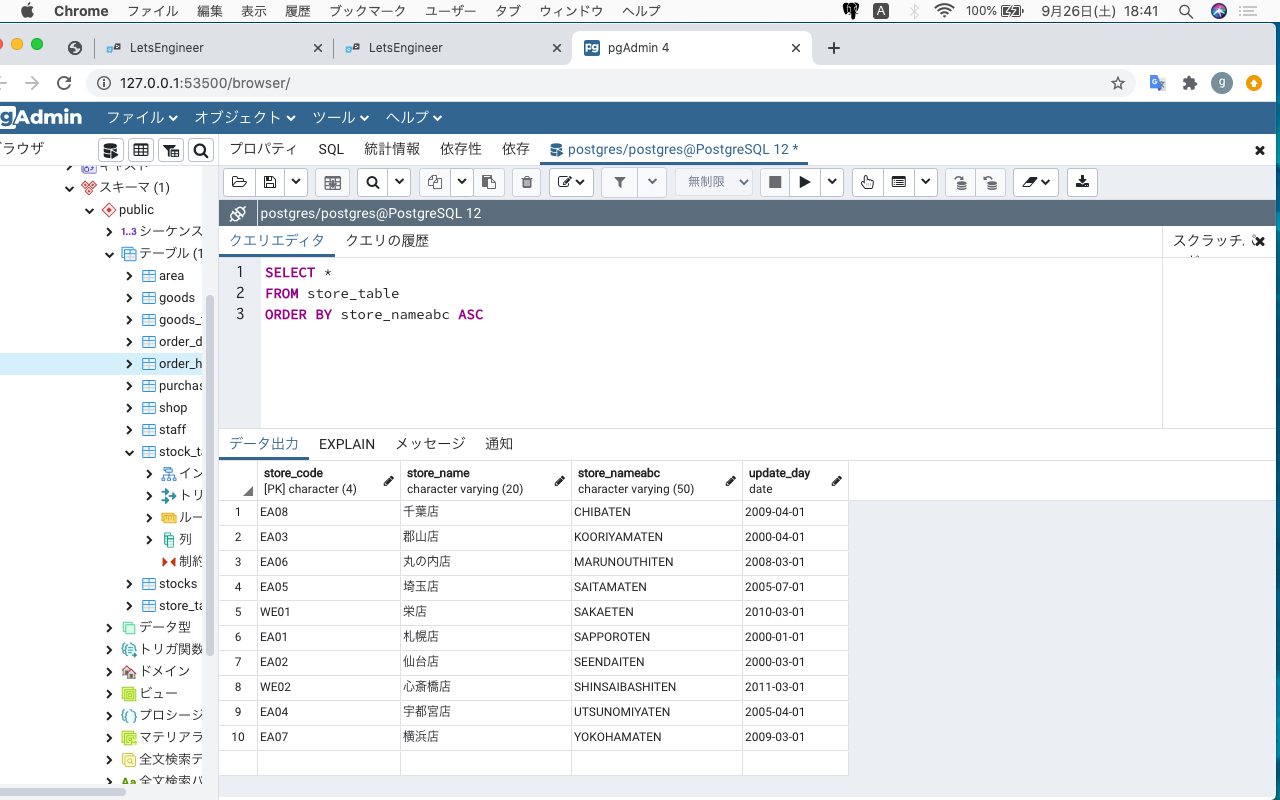 Chrome ファイル 編集 表示 履歴 ブックマーク ユーザー タブ ウィンドウ ヘルプ A 100% 9月26日(土) 18:41
LetsEngineer LetsEngineer pg pgAdmin 4
127.0.0.1:53500/browser/ g
gAdmin ファイル オブジェクト ツール ヘルプ
ラウザ プロパティ SQL 統計情報 依存性 依存 postgres/postgres@PostgreSQL 12 *
キャスト
スキーマ (1)
public
1..3 シーケンス
テーブル (1
area
goods
goods_
order_d
order_h
purchas
shop
staff
stock_t
イン
トリ
ルー
列
制約
stocks
store_ta
データ型
トリガ関数
ドメイン
ビュー
プロシージ
マテリアラ
全文検索デ
Aa 全文検索パ
無制限
postgres/postgres@PostgreSQL 12
クエリエディタ クエリの履歴 スクラッチ
1 SELECT *
2 FROM store_table
3 ORDER BY store_nameabc ASC
データ出力 EXPLAIN メッセージ 通知
store_code store_name store_nameabc update_day
[PK] character (4) character varying (20) character varying (50) date
1 EA08 千葉店 CHIBATEN 2009-04-01
2 EA03 郡山店 KOORIYAMATEN 2000-04-01
3 EA06 丸の内店 MARUNOUTHITEN 2008-03-01
4 EA05 埼玉店 SAITAMATEN 2005-07-01
5 WE01 栄店 SAKAETEN 2010-03-01
6 EA01 札幌店 SAPPOROTEN 2000-01-01
7 EA02 仙台店 SEENDAITEN 2000-03-01
8 WE02 心斎橋店 SHINSAIBASHITEN 2011-03-01
9 EA04 宇都宮店 UTSUNOMIYATEN 2005-04-01
10 EA07 横浜店 YOKOHAMATEN 2009-03-01